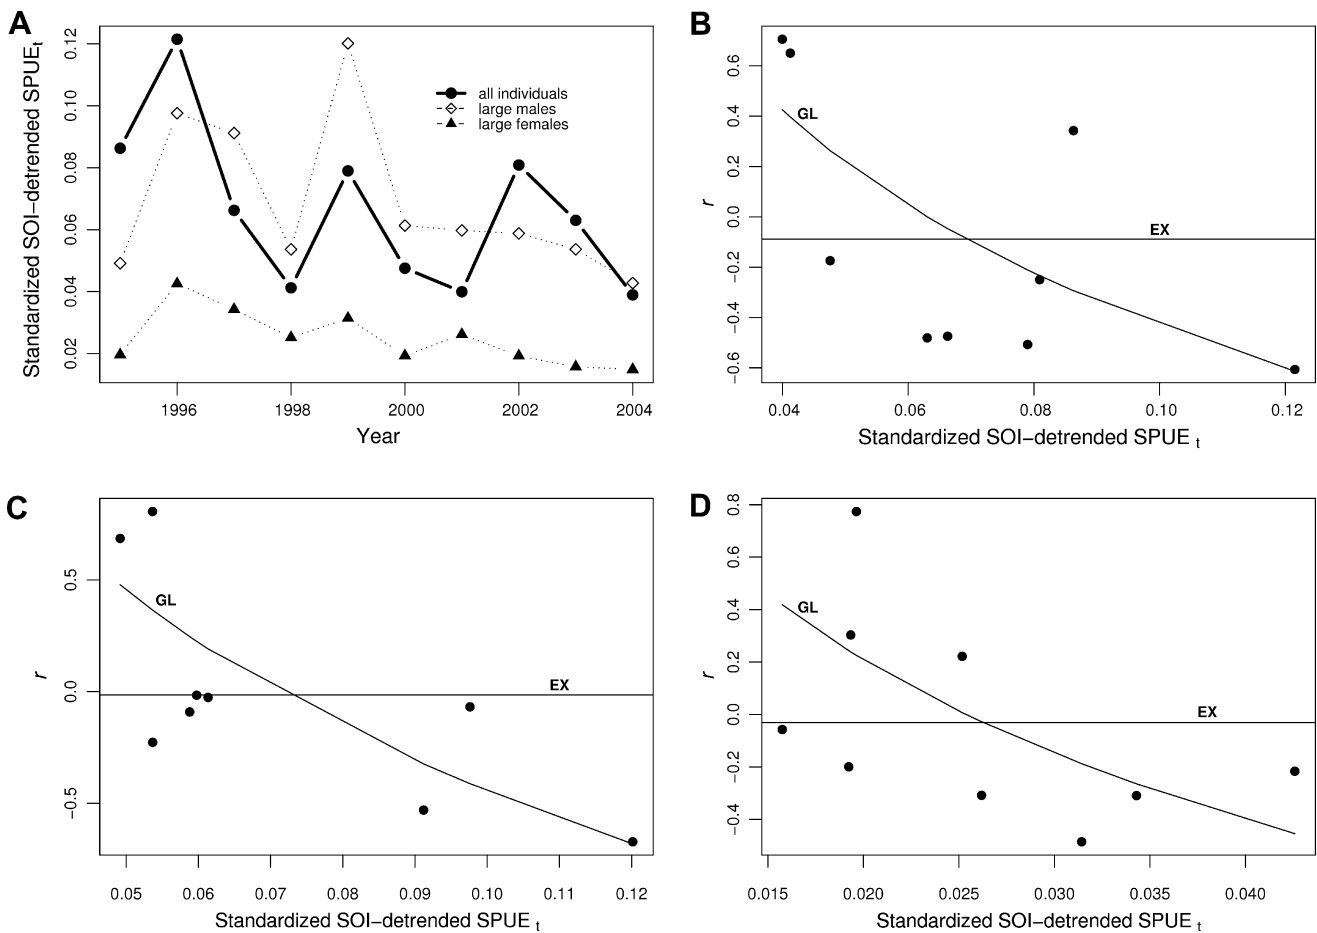 A
Standardized SOI−detrended SPUEt
0.12
0.10
0.08
0.06
0.04
0.02
all individuals
large males
large females
1996
1998
2000
2002
2004
Year
B
r
0.6
0.4
0.2
0.0
−0.2
−0.4
−0.6
GL
EX
0.04
0.06
0.08
0.10
0.12
Standardized SOI−detrended SPUE t
C
r
0.5
0.0
−0.5
GL
EX
0.05
0.06
0.07
0.08
0.09
0.10
0.11
0.12
Standardized SOI−detrended SPUE t
D
r
0.8
0.6
0.4
0.2
0.0
−0.2
−0.4
GL
EX
0.015
0.020
0.025
0.030
0.035
0.040
Standardized SOI−detrended SPUE t